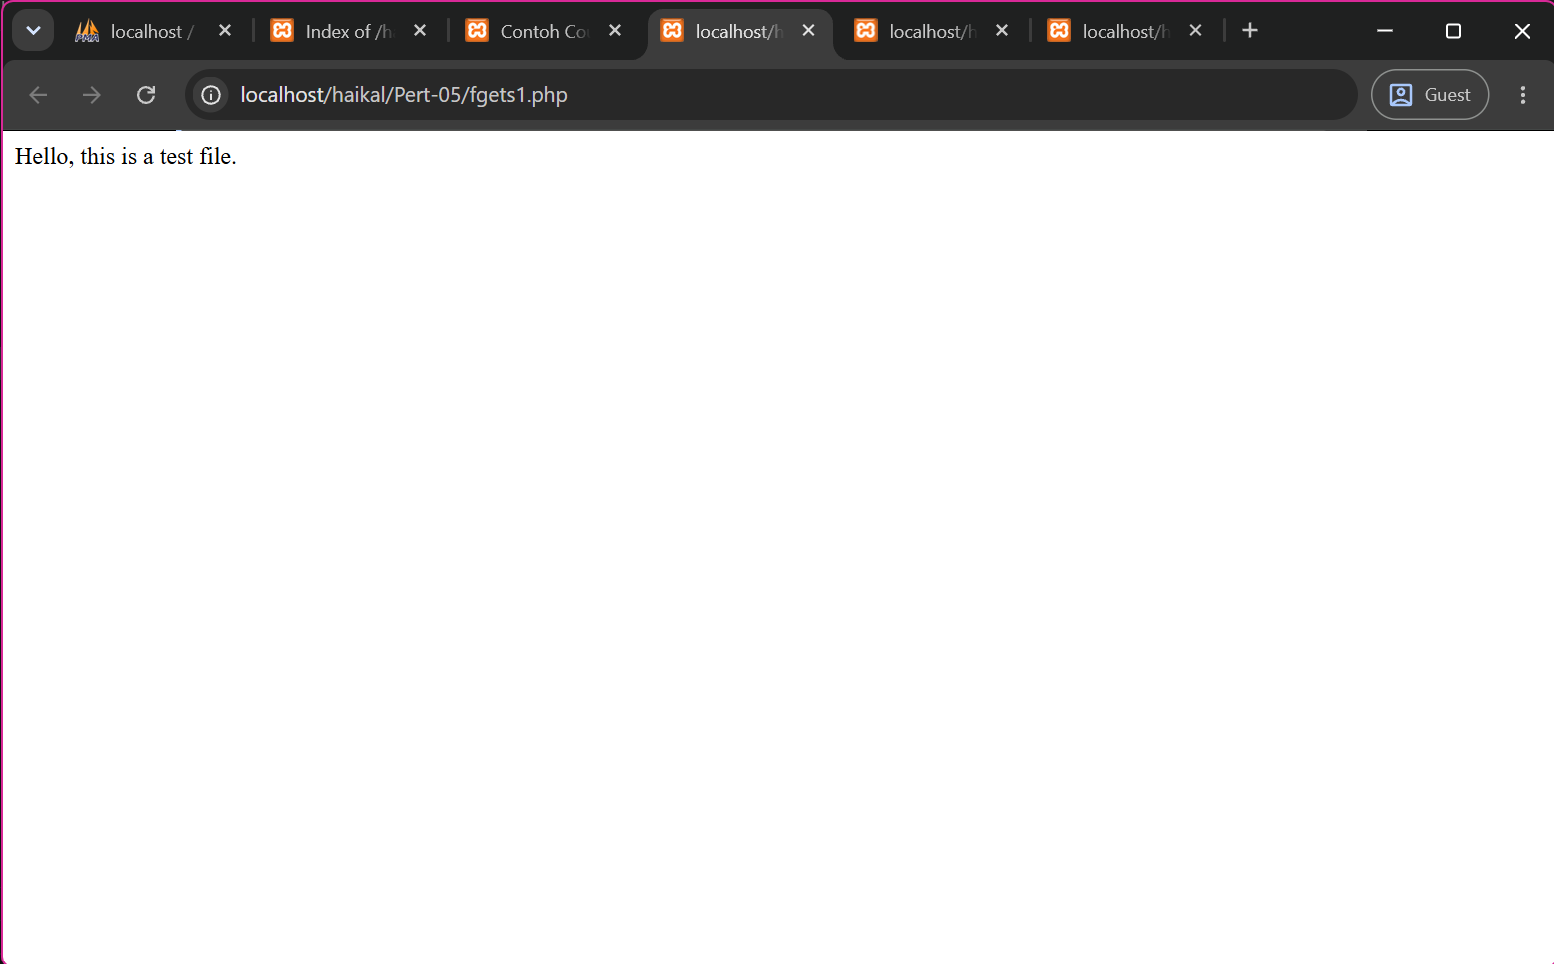 localhost /
Index of /h
Contoh Co
localhost/h
localhost/h
localhost/h
localhost/haikal/Pert-05/fgets1.php
Guest
Hello, this is a test file.